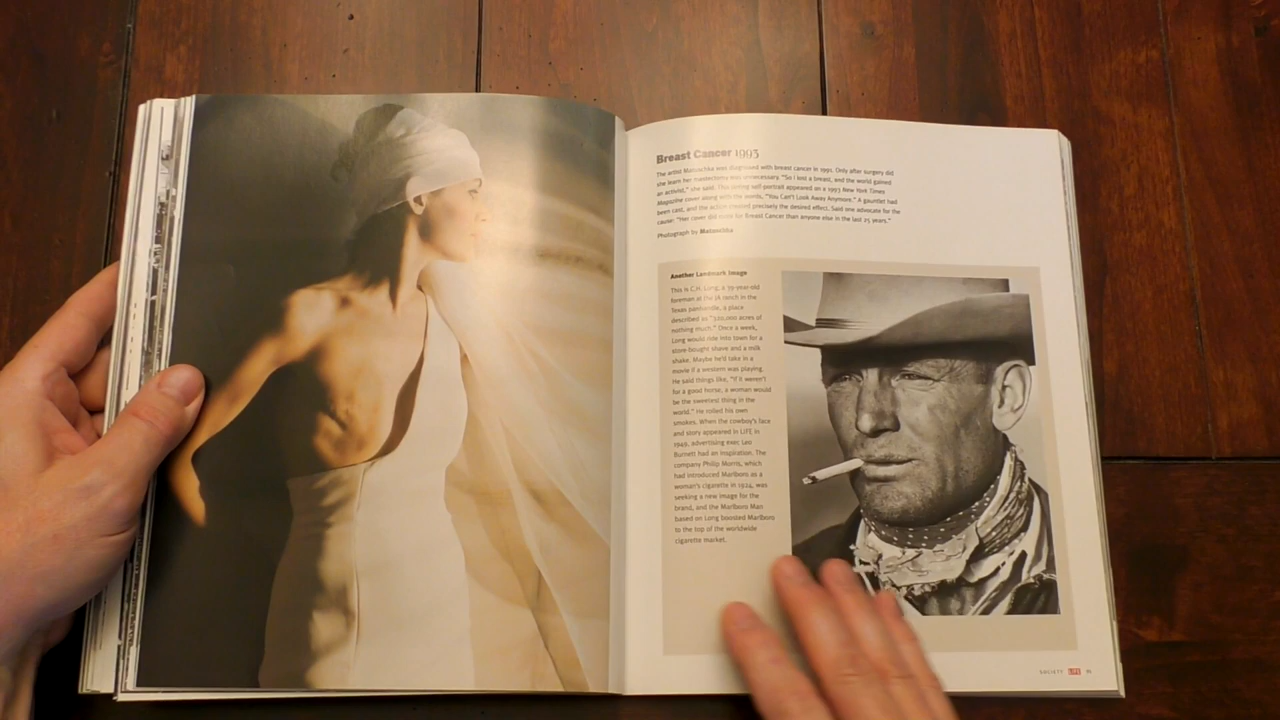 Breast Cancer 1993
The artist Matuschka was diagnosed with breast cancer in 1991. Only after surgery did
she learn her mastectomy was unnecessary. "So I lost a breast, and the world gained
an activist," she said. This daring self-portrait appeared on a 1993 New York Times
Magazine cover along with the words, "You Can't Look Away Anymore." A gauntlet had
been cast, and the action created precisely the desired effect. Said one advocate for the
cause: "Her cover did more for Breast Cancer than anyone else in the last 25 years."
Photograph by Matuschka
Another Landmark Image
This is C.H. Long, a 39-year-old
foreman at the JA ranch in the
Texas panhandle, a place
described as "320,000 acres of
nothing much." Once a week,
Long would ride into town for a
store-bought shave and a milk
shake. Maybe he'd take in a
movie if a western was playing.
He said things like, "If it weren't
for a good horse, a woman would
be the sweetest thing in the
world." He rolled his own
smokes. When the cowboy's face
and story appeared in LIFE in
1949, advertising exec Leo
Burnett had an inspiration. The
company Philip Morris, which
had introduced Marlboro as a
woman's cigarette in 1924, was
seeking a new image for the
brand, and the Marlboro Man
based on Long boosted Marlboro
to the top of the worldwide
cigarette market.
SOCIETY LIFE